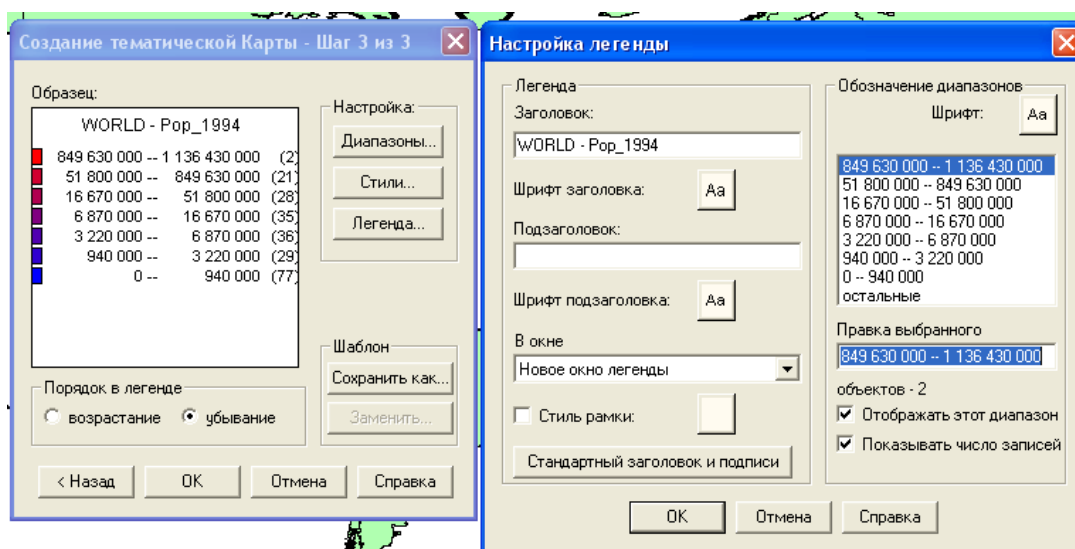 Создание тематической Карты - Шаг 3 из 3
Образец:
WORLD - Pop_1994
849 630 000 -- 1 136 430 000 (2)
51 800 000 -- 849 630 000 (21)
16 670 000 -- 51 800 000 (28)
6 870 000 -- 16 670 000 (35)
3 220 000 -- 6 870 000 (36)
940 000 -- 3 220 000 (29)
0 -- 940 000 (77)
Настройка:
Диапазоны...
Стили...
Легенда...
Порядок в легенде
возрастание
убывание
Шаблон
Сохранить как...
Заменить...
< Назад
OK
Отмена
Справка
Настройка легенды
Легенда
Заголовок:
WORLD - Pop_1994
Шрифт заголовка:
Aa
Подзаголовок:
Шрифт подзаголовка:
Aa
В окне
Новое окно легенды
Стиль рамки:
Стандартный заголовок и подписи
Обозначение диапазонов
Шрифт:
Aa
849 630 000 -- 1 136 430 000
51 800 000 -- 849 630 000
16 670 000 -- 51 800 000
6 870 000 -- 16 670 000
3 220 000 -- 6 870 000
940 000 -- 3 220 000
0 -- 940 000
остальные
Правка выбранного
849 630 000 -- 1 136 430 000
объектов - 2
Отображать этот диапазон
Показывать число записей
OK
Отмена
Справка